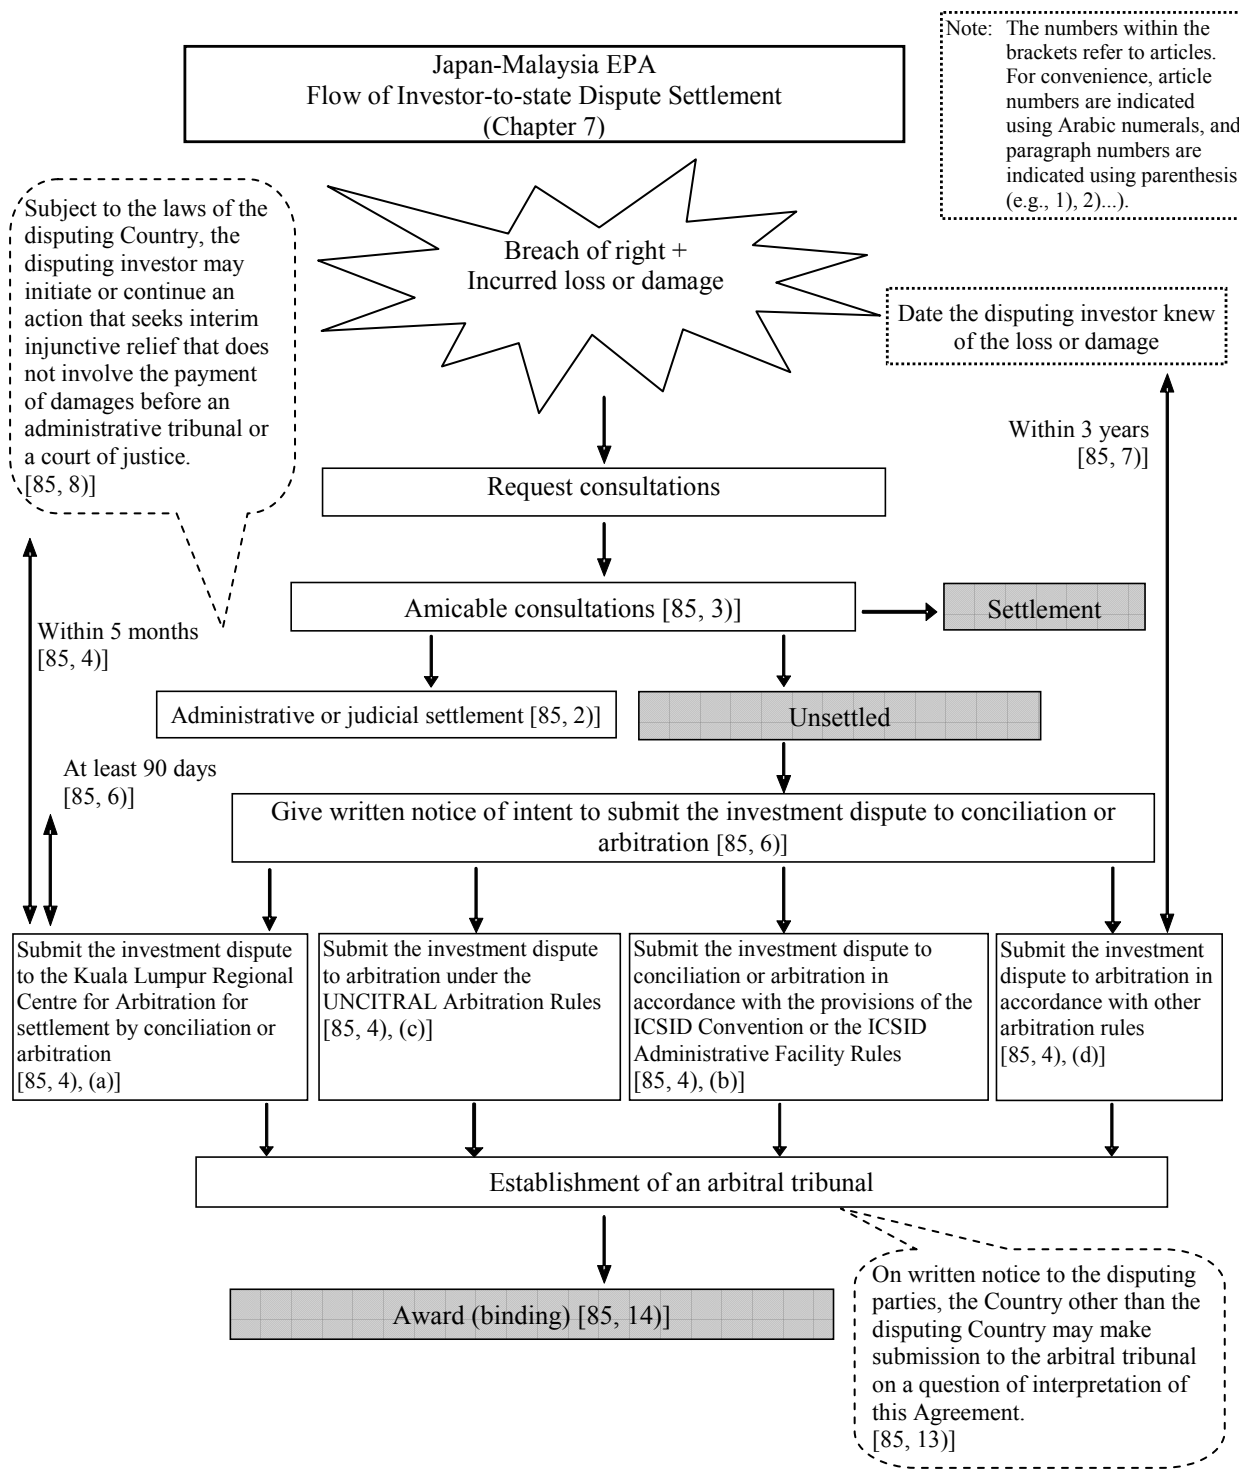 Japan-Malaysia EPA
Flow of Investor-to-state Dispute Settlement
(Chapter 7)
Note: The numbers within the
brackets refer to articles.
For convenience, article
numbers are indicated
using Arabic numerals, and
paragraph numbers are
indicated using parenthesis
(e.g., 1), 2)...).
Subject to the laws of the
disputing Country, the
disputing investor may
initiate or continue an
action that seeks interim
injunctive relief that does
not involve the payment
of damages before an
administrative tribunal or
a court of justice.
[85, 8)]
Breach of right +
Incurred loss or damage
Date the disputing investor knew
of the loss or damage
Within 3 years
[85, 7)]
Request consultations
Amicable consultations [85, 3)]
Settlement
Within 5 months
[85, 4)]
Administrative or judicial settlement [85, 2)]
Unsettled
At least 90 days
[85, 6)]
Give written notice of intent to submit the investment dispute to conciliation or
arbitration [85, 6)]
Submit the investment dispute
to the Kuala Lumpur Regional
Centre for Arbitration for
settlement by conciliation or
arbitration
[85, 4), (a)]
Submit the investment dispute
to arbitration under the
UNCITRAL Arbitration Rules
[85, 4), (c)]
Submit the investment dispute to
conciliation or arbitration in
accordance with the provisions of the
ICSID Convention or the ICSID
Administrative Facility Rules
[85, 4), (b)]
Submit the investment
dispute to arbitration in
accordance with other
arbitration rules
[85, 4), (d)]
Establishment of an arbitral tribunal
Award (binding) [85, 14)]
On written notice to the disputing
parties, the Country other than the
disputing Country may make
submission to the arbitral tribunal
on a question of interpretation of
this Agreement.
[85, 13)]